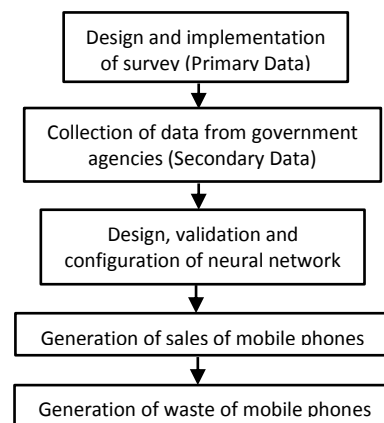 Design and implementation
of survey (Primary Data)
Collection of data from government
agencies (Secondary Data)
Design, validation and
configuration of neural network
Generation of sales of mobile phones
Generation of waste of mobile phones